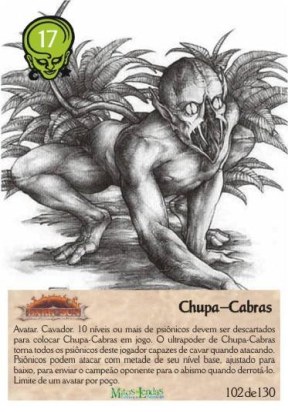 17
Chupa-Cabras
Avatar. Cavador. 10 níveis ou mais de psiônicos devem ser descartados
para colocar Chupa-Cabras em jogo. O ultrapoder de Chupa-Cabras
torna todos os psiônicos deste jogador capazes de cavar quando atacando.
Psiônicos podem atacar com metade de seu nível base, ajustado para
baixo, para enviar o campeão oponente para o abismo quando derrotá-lo.
Limite de um avatar por poço.
Mitos e Lendas
102 de 130